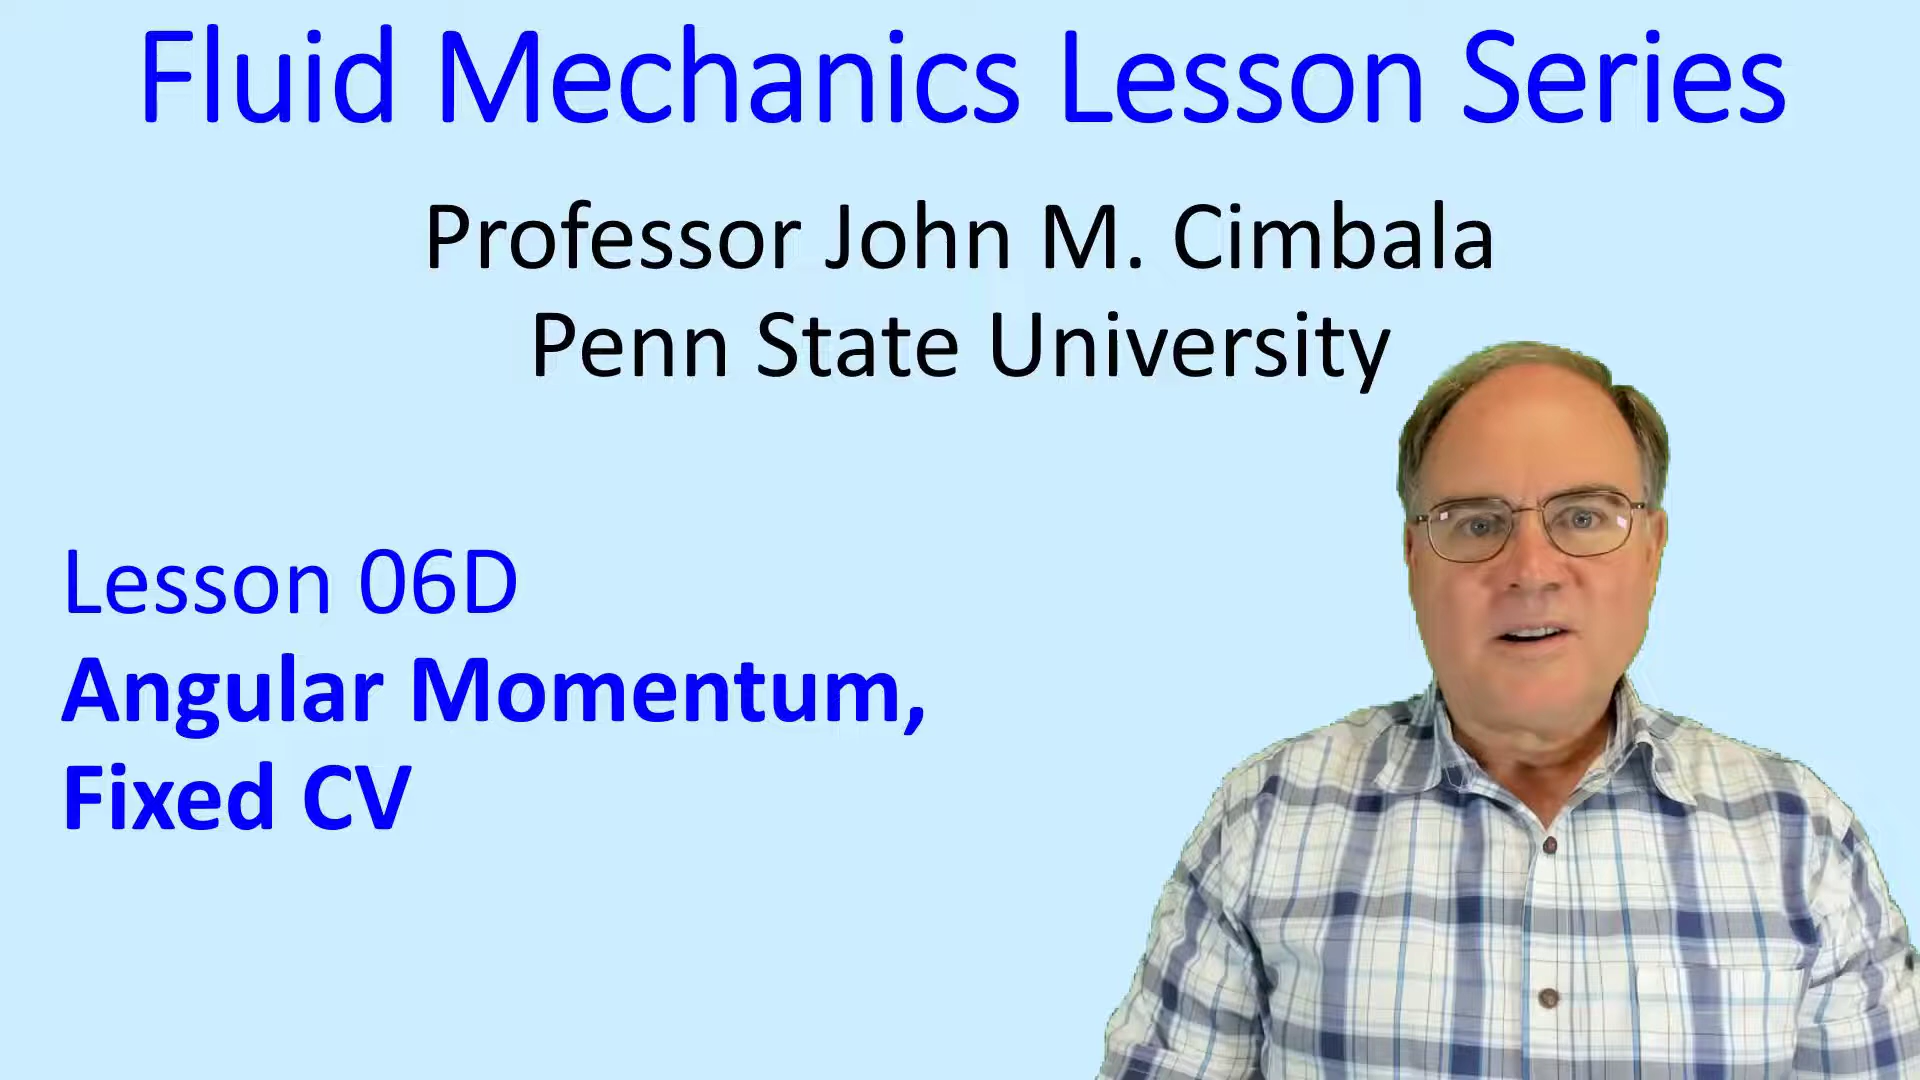 Fluid Mechanics Lesson Series
Professor John M. Cimbala
Penn State University
Lesson 06D
Angular Momentum,
Fixed CV